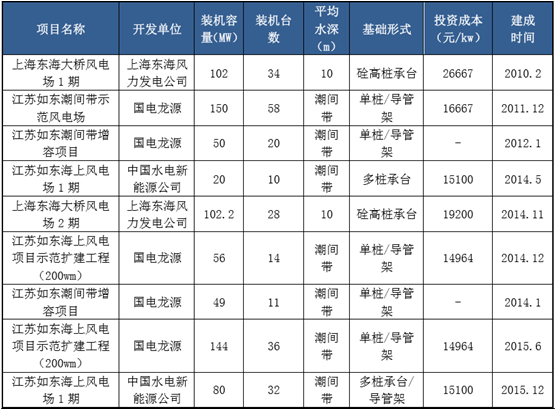 项目名称 开发单位 装机容量(MW) 装机台数 平均水深(m) 基础形式 投资成本(元/kw) 建成时间
上海东海大桥风电场1期 上海东海风力发电公司 102 34 10 砼高桩承台 26667 2010.2
江苏如东潮间带示范风电场 国电龙源 150 58 潮间带 单桩/导管架 16667 2011.12
江苏如东潮间带增容项目 国电龙源 50 20 潮间带 单桩/导管架 - 2012.1
江苏如东海上风电场1期 中国水电新能源公司 20 10 潮间带 多桩承台 15100 2014.5
上海东海大桥风电场2期 上海东海风力发电公司 102.2 28 10 砼高桩承台 19200 2014.11
江苏如东海上风电项目示范扩建工程(200wm) 国电龙源 56 14 潮间带 单桩/导管架 14964 2014.12
江苏如东潮间带增容项目 国电龙源 49 11 潮间带 单桩/导管架 - 2014.1
江苏如东海上风电项目示范扩建工程(200wm) 国电龙源 144 36 潮间带 单桩/导管架 14964 2015.6
江苏如东海上风电场1期 中国水电新能源公司 80 32 潮间带 多桩承台/导管架 15100 2015.12